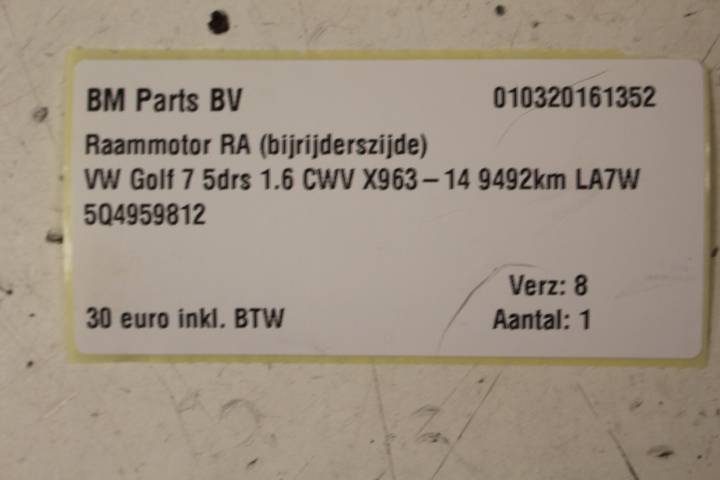 BM Parts BV 010320161352
Raammotor RA (bijrijderszijde)
VW Golf 7 5drs 1.6 CWV X963-14 9492km LA7W
5Q4959812
Verz: 8
30 euro inkl. BTW Aantal: 1